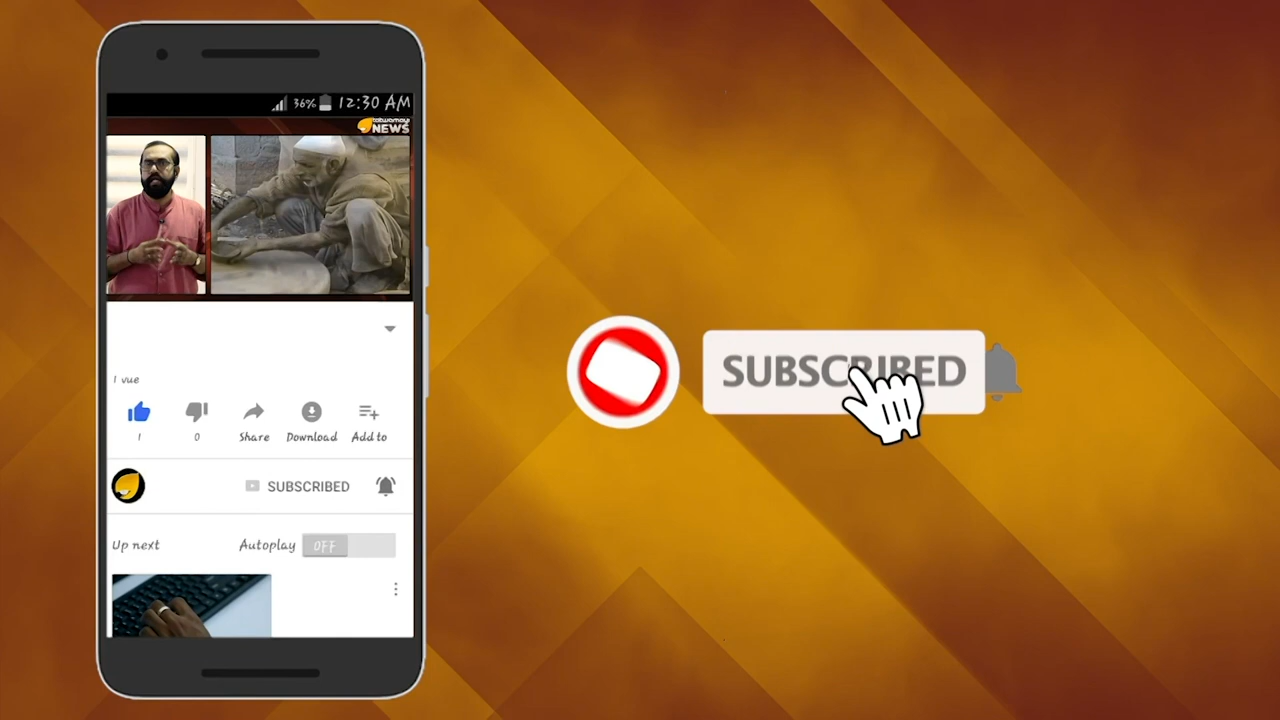 36% 12:30 AM
tatwamayi
NEWS
1 vue
1 0 Share Download Add to
SUBSCRIBED
Up next Autoplay OFF
SUBSCRIBED